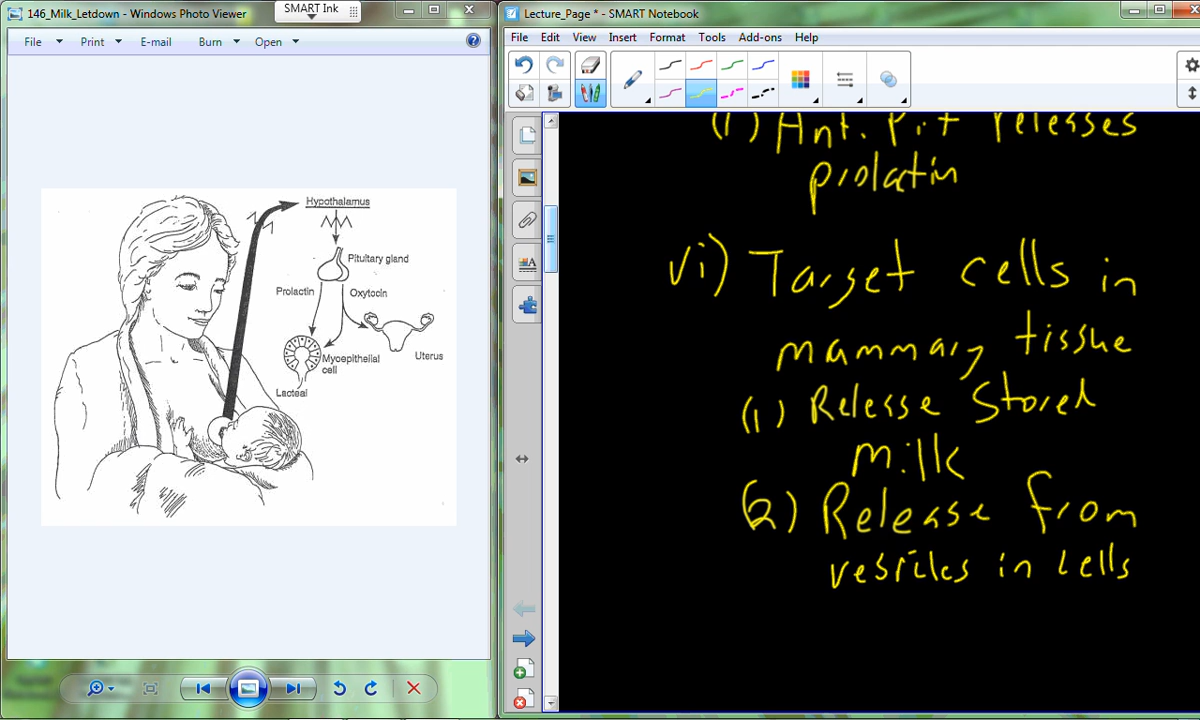 146_Milk_Letdown - Windows Photo Viewer
SMART Ink
File Print E-mail Burn Open
Hypothalamus
Pitultary gland
Prolactin Oxytocin
Uterus
Myoepithelial
cell
Lacteal
Lecture_Page * - SMART Notebook
File Edit View Insert Format Tools Add-ons Help
(1) Ant. Pit releases
prolactin
vi) Target cells in
mammary tissue
(1) Release Stored
Milk
(2) Release from
vesicles in cells